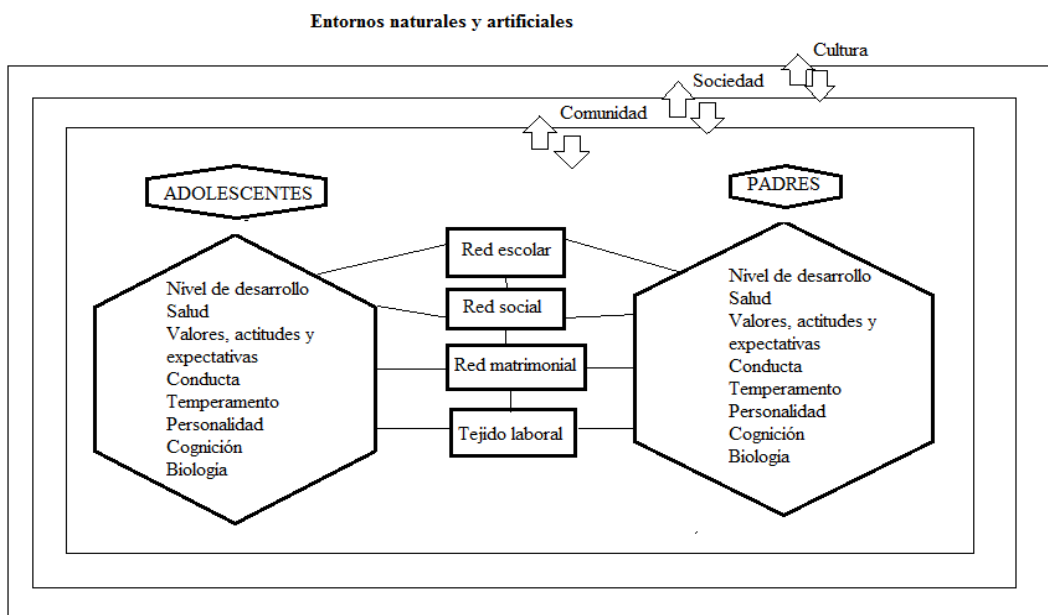 Entornos naturales y artificiales
Cultura
Sociedad
Comunidad
ADOLESCENTES
PADRES
Red escolar
Red social
Red matrimonial
Tejido laboral
Nivel de desarrollo
Salud
Valores, actitudes y
expectativas
Conducta
Temperamento
Personalidad
Cognición
Biologia
Nivel de desarrollo
Salud
Valores, actitudes y
expectativas
Conducta
Temperamento
Personalidad
Cognición
Biologia